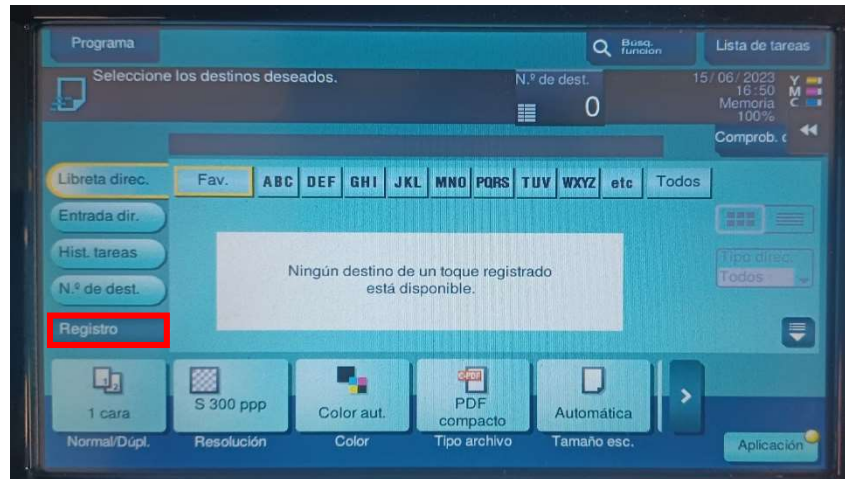 Programa
Búsq. función
Lista de tareas
Seleccione los destinos deseados.
N.º de dest.
0
15/06/2023
16:50
Memoria
100%
Y
M
C
Comprob.
Libreta direc.
Fav. ABC DEF GHI JKL MNO PQRS TUV WXYZ etc Todos
Entrada dir.
Hist. tareas
N.º de dest.
Registro
Ningún destino de un toque registrado
está disponible.
Tipo direc.
Todos
1 2
1 cara
S 300 ppp
Color aut.
C-PDF
PDF
compacto
Automática
>
Normal/Dúpl.
Resolución
Color
Tipo archivo
Tamaño esc.
Aplicación